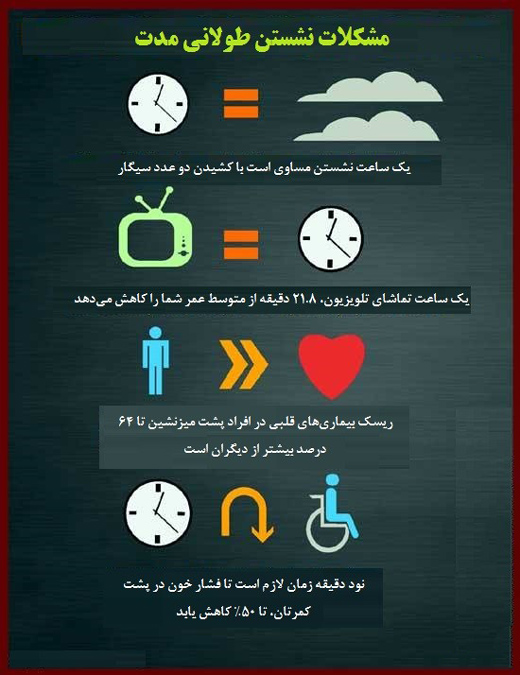 مشکلات نشستن طولانی مدت
یک ساعت نشستن مساوی است با کشیدن دو عدد سیگار
یک ساعت تماشای تلویزیون، ۲۱.۸ دقیقه از متوسط عمر شما را کاهش می‌دهد
ریسک بیماری‌های قلبی در افراد پشت میزنشین تا ۶۴
درصد بیشتر از دیگران است
نود دقیقه زمان لازم است تا فشار خون در پشت
کمرتان، تا ۵۰٪ کاهش یابد